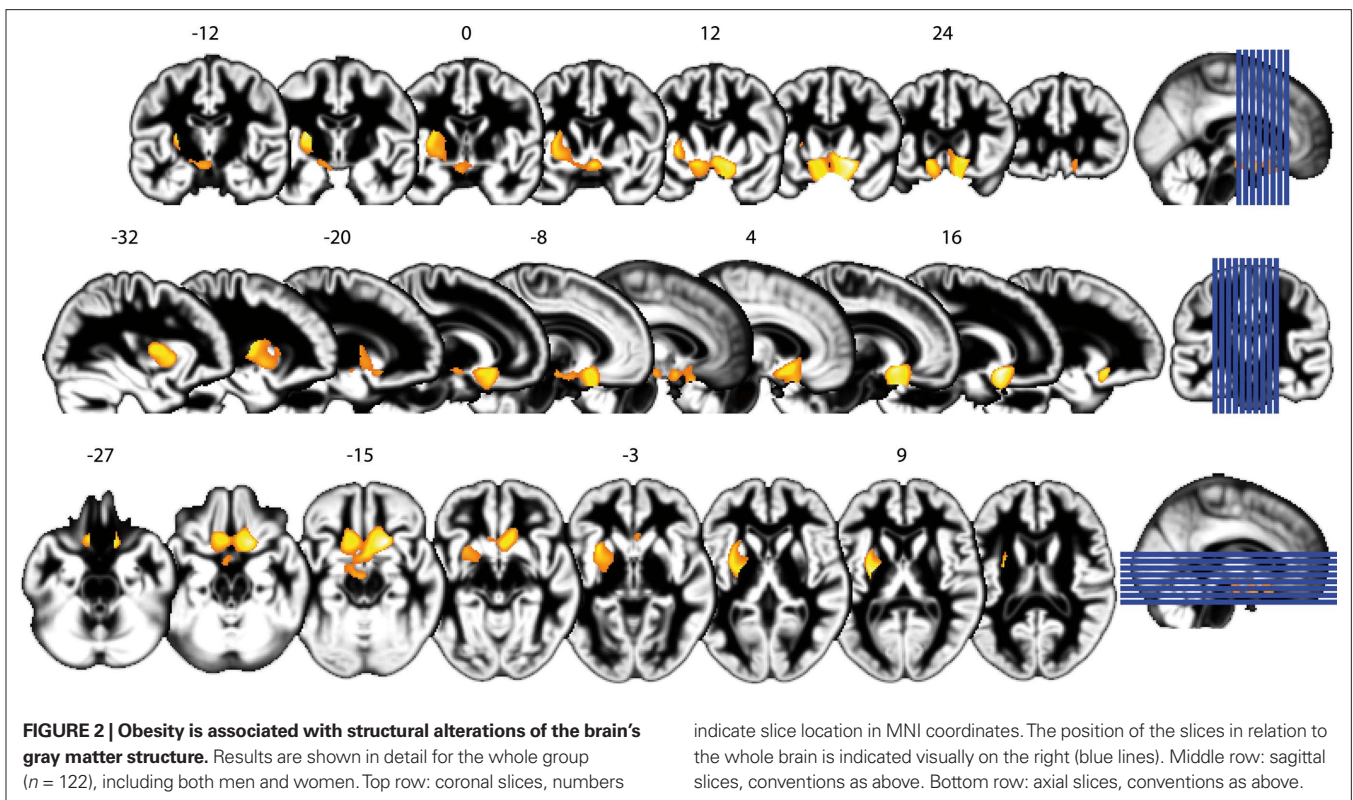 -12 0 12 24
-32 -20 -8 4 16
-27 -15 -3 9
FIGURE 2 | Obesity is associated with structural alterations of the brain’s
gray matter structure. Results are shown in detail for the whole group
(n = 122), including both men and women. Top row: coronal slices, numbers
indicate slice location in MNI coordinates. The position of the slices in relation to
the whole brain is indicated visually on the right (blue lines). Middle row: sagittal
slices, conventions as above. Bottom row: axial slices, conventions as above.